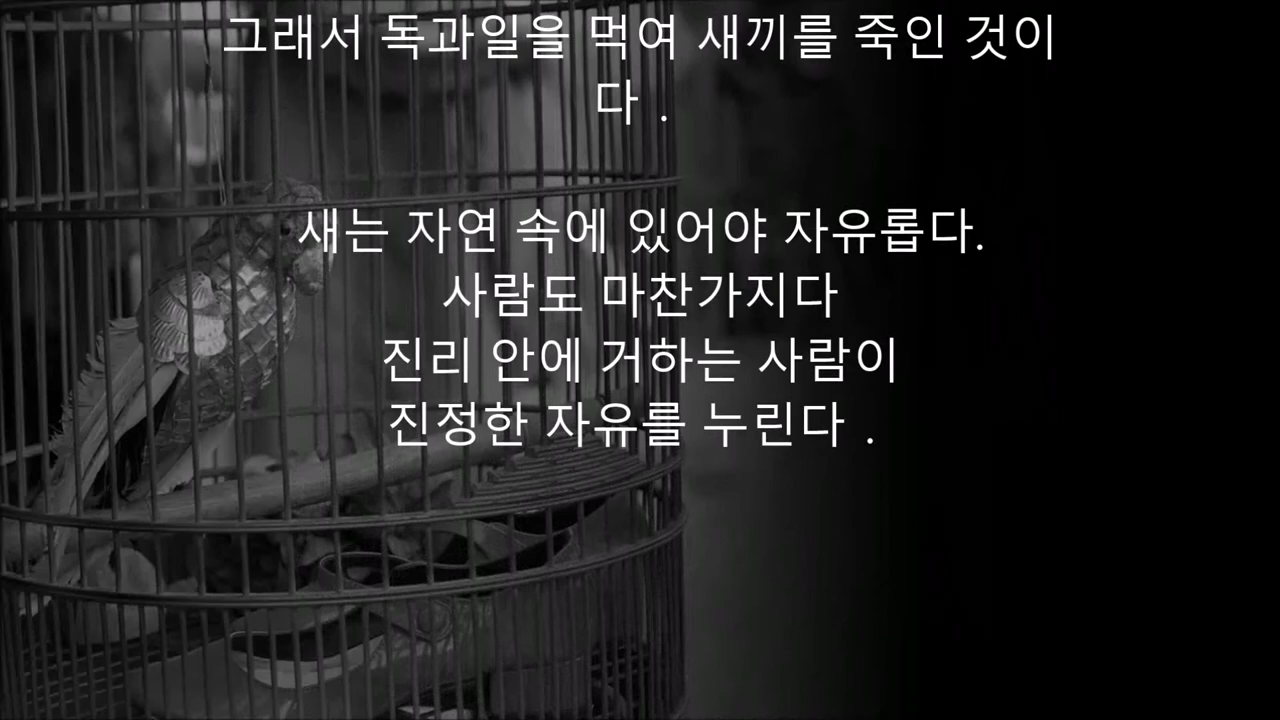 그래서 독과일을 먹여 새끼를 죽인 것이
다 .
새는 자연 속에 있어야 자유롭다.
사람도 마찬가지다
진리 안에 거하는 사람이
진정한 자유를 누린다 .